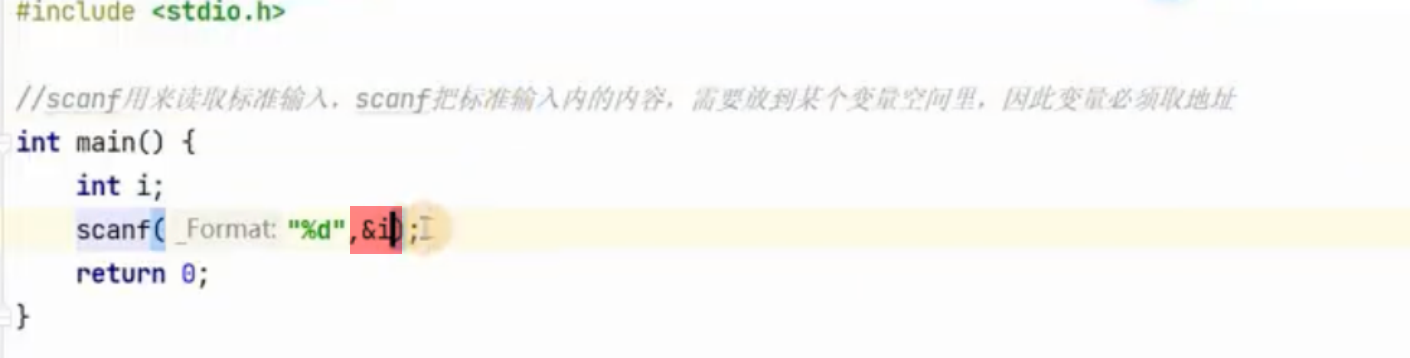 #include <stdio.h>
//scanf用来读取标准输入，scanf把标准输入内的内容，需要放到某个变量空间里，因此变量必须取地址
int main() {
int i;
scanf( _Format: "%d",&i);
return 0;
}